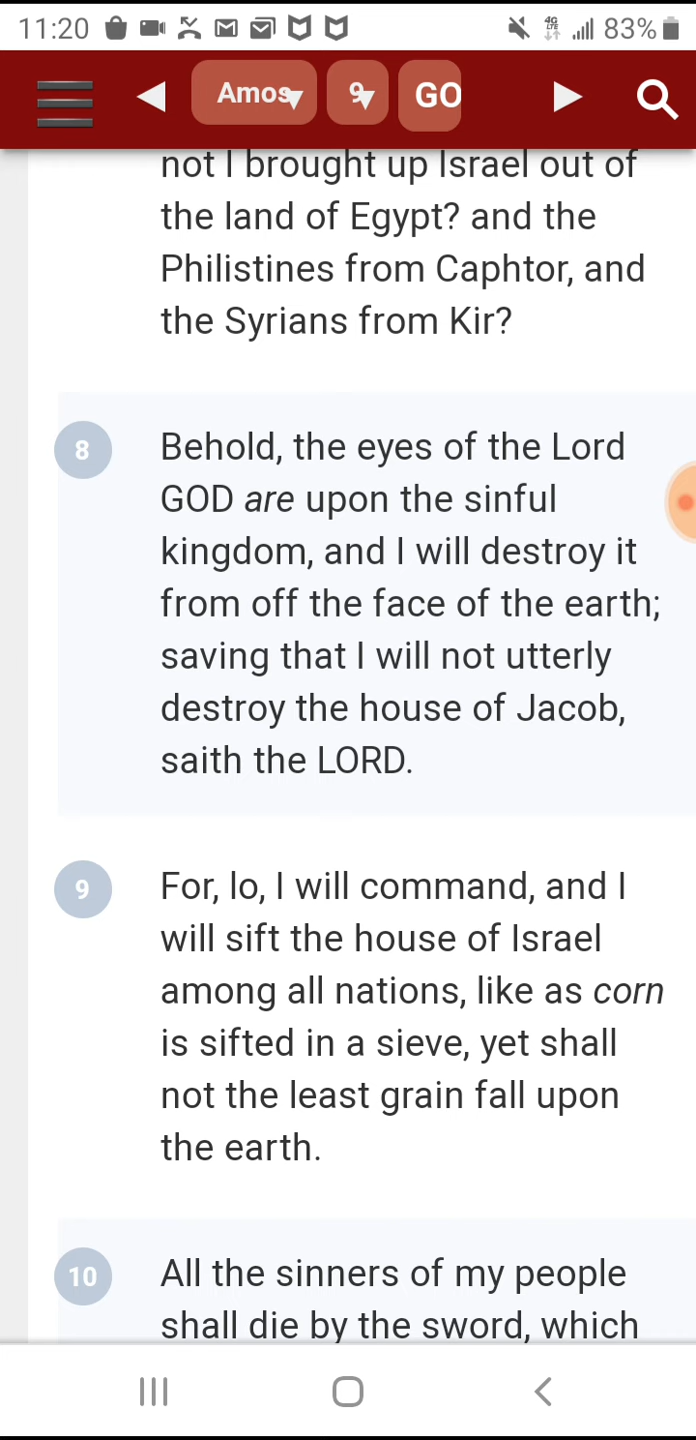 11:20
4G
LTE
83%
Amos
9
GO
not I brought up Israel out of
the land of Egypt? and the
Philistines from Caphtor, and
the Syrians from Kir?
8
Behold, the eyes of the Lord
GOD are upon the sinful
kingdom, and I will destroy it
from off the face of the earth;
saving that I will not utterly
destroy the house of Jacob,
saith the LORD.
9
For, lo, I will command, and I
will sift the house of Israel
among all nations, like as corn
is sifted in a sieve, yet shall
not the least grain fall upon
the earth.
10
All the sinners of my people
shall die by the sword, which